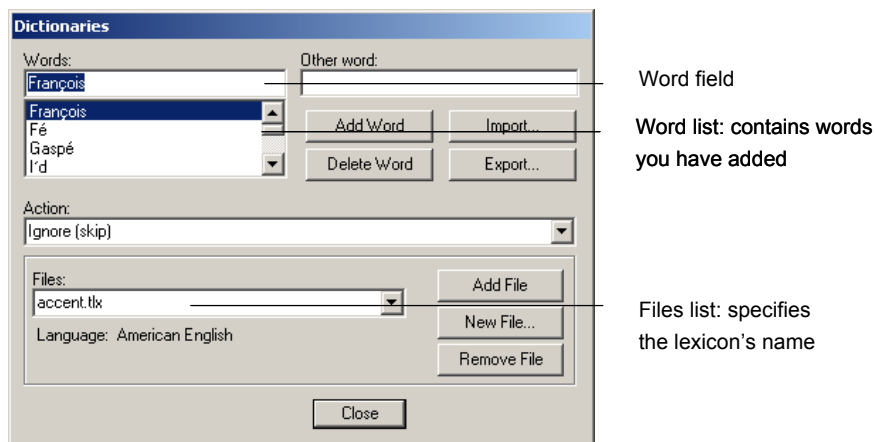 Dictionaries
Words:
Other word:
François
François
Fé
Gaspé
I´d
Add Word
Import...
Delete Word
Export...
Action:
Ignore (skip)
Files:
accent.tlx
Language: American English
Add File
New File...
Remove File
Close
Word field
Word list: contains words
you have added
Files list: specifies
the lexicon’s name